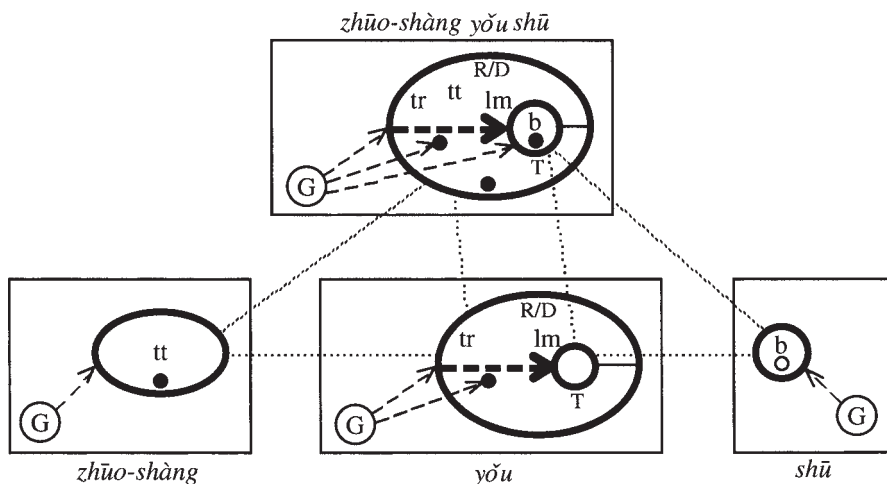 zhūo-shàng yǒu shū
R/D
tr tt lm
b
T
G
R/D
tr lm
tt b
T
G G G
zhūo-shàng yǒu shū